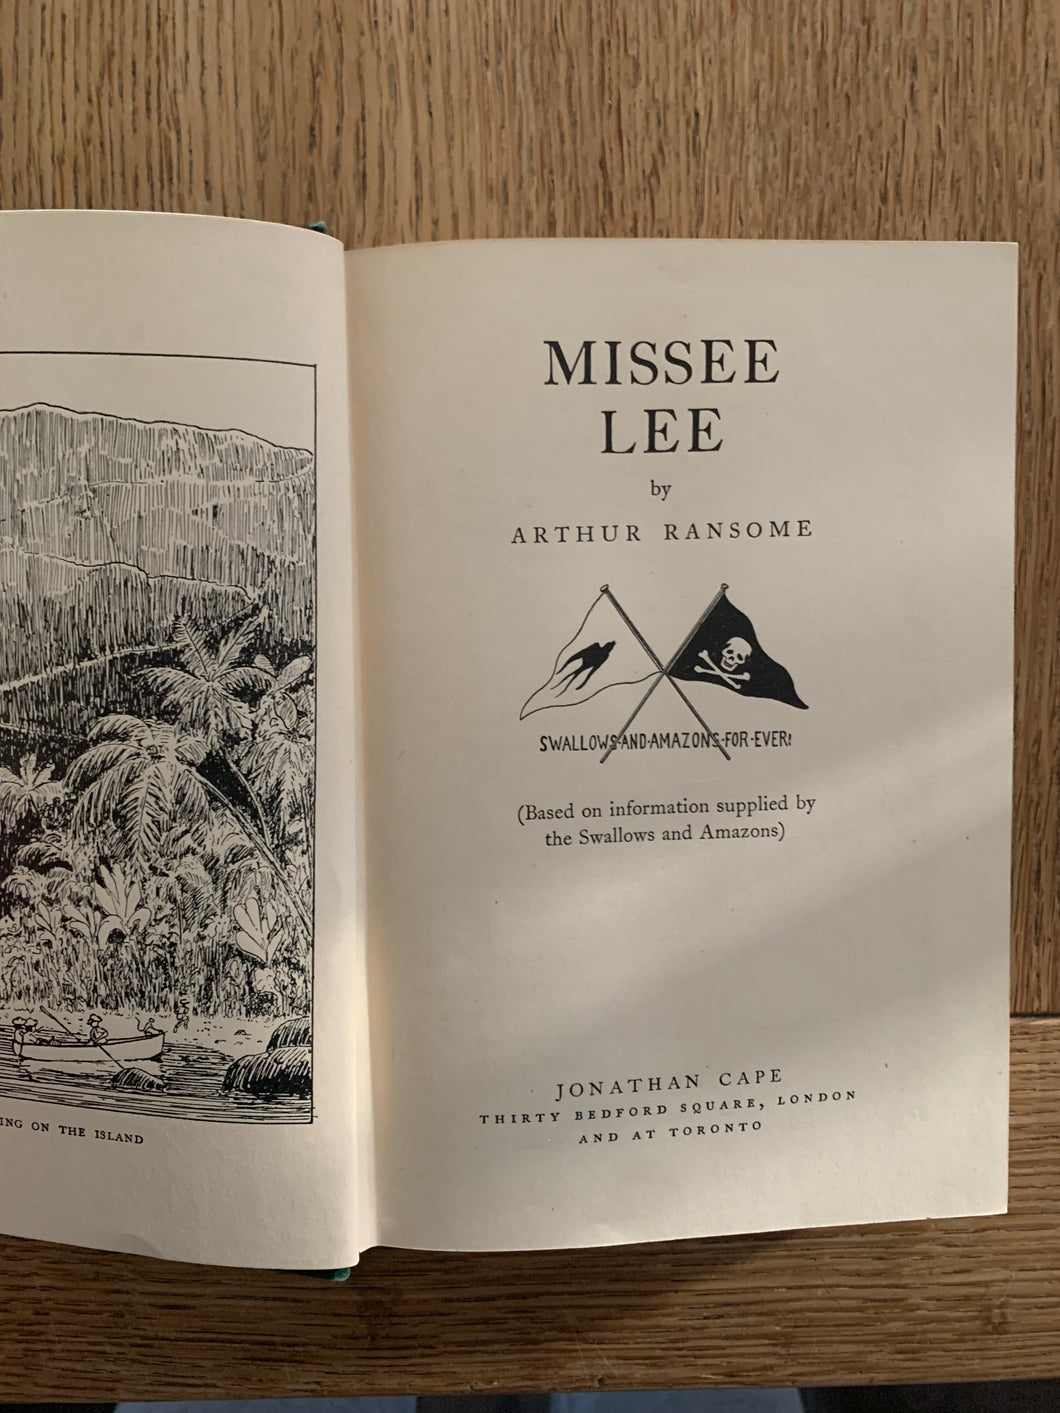 ING ON THE ISLAND
MISSEE
LEE
by
ARTHUR RANSOME
SWALLOWS·AND·AMAZONS·FOR·EVER!
(Based on information supplied by
the Swallows and Amazons)
JONATHAN CAPE
THIRTY BEDFORD SQUARE, LONDON
AND AT TORONTO